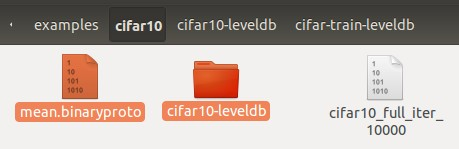 examples cifar10 cifar10-leveldb cifar-train-leveldb
1
10
101
1010
1
10
101
1010
mean.binaryproto
cifar10-leveldb
cifar10_full_iter_
10000